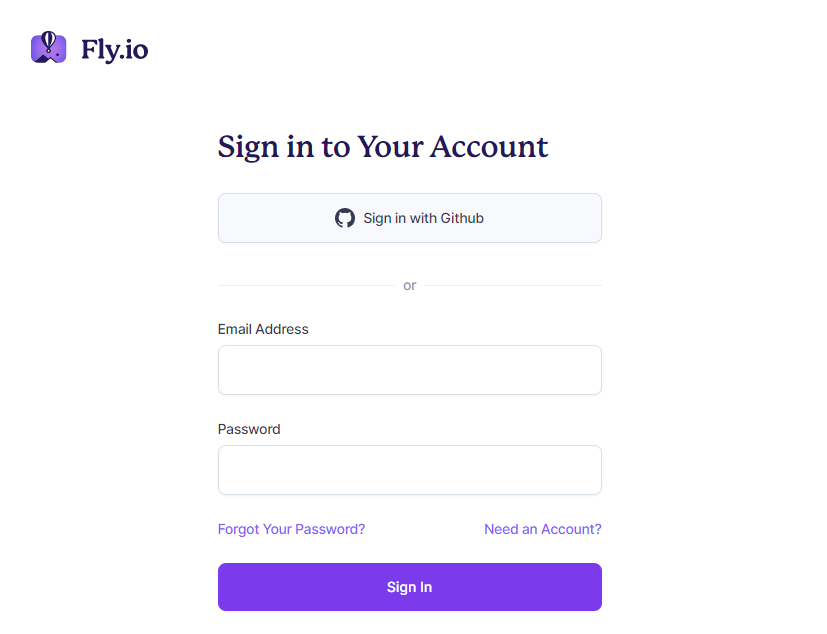 Fly.io
Sign in to Your Account
Sign in with Github
or
Email Address
Password
Forgot Your Password? Need an Account?
Sign In